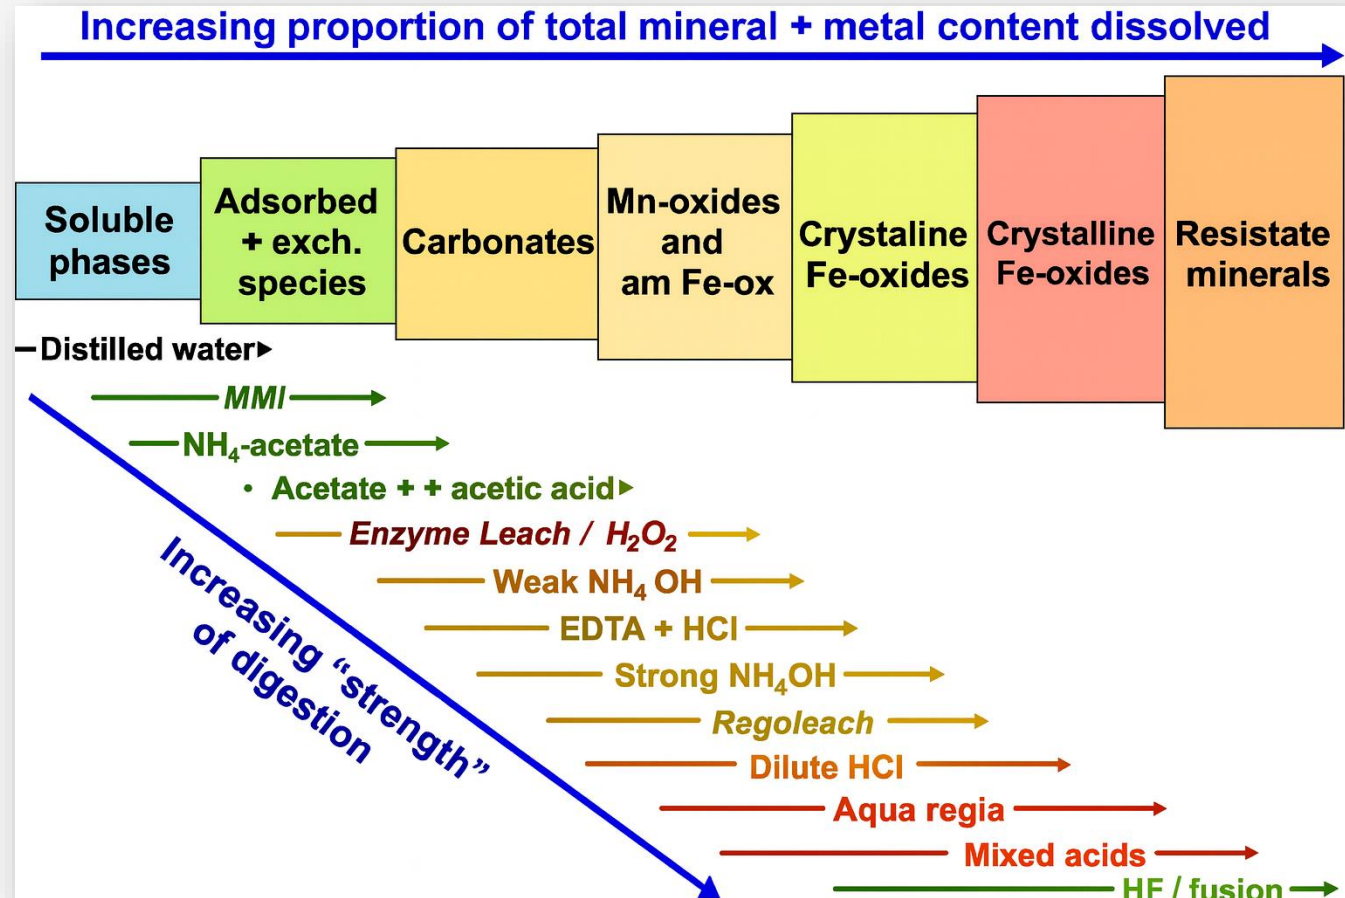 Increasing proportion of total mineral + metal content dissolved
Soluble
phases
Adsorbed
+ exch.
species
Carbonates
Mn-oxides
and
am Fe-ox
Crystaline
Fe-oxides
Crystalline
Fe-oxides
Resistate
minerals
Distilled water
MMI
NH₄-acetate
• Acetate + + acetic acid
Enzyme Leach / H₂O₂
Weak NH₄ OH
EDTA + HCl
Strong NH₄OH
Regoleach
Dilute HCl
Aqua regia
Mixed acids
HF / fusion
Increasing “strength”
of digestion